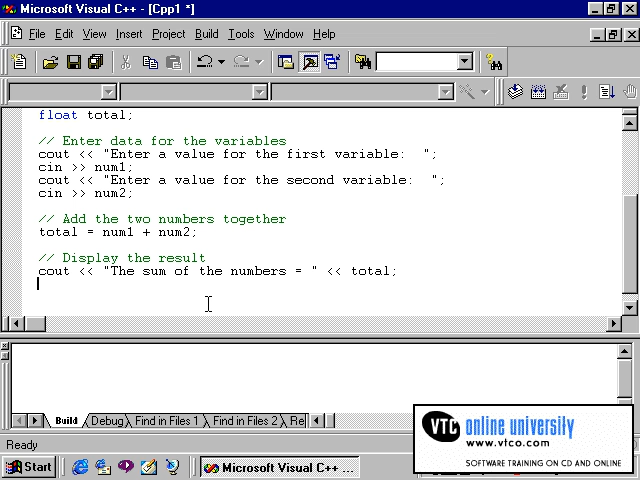 Microsoft Visual C++ - [Cpp1 *]
File Edit View Insert Project Build Tools Window Help
float total;
// Enter data for the variables
cout << "Enter a value for the first variable:  ";
cin >> num1;
cout << "Enter a value for the second variable:  ";
cin >> num2;
// Add the two numbers together
total = num1 + num2;
// Display the result
cout << "The sum of the numbers = " << total;
Build Debug Find in Files 1 Find in Files 2 Re
Ready
VTC online university
www.vtco.com
SOFTWARE TRAINING ON CD AND ONLINE
Start Microsoft Visual C++ ...